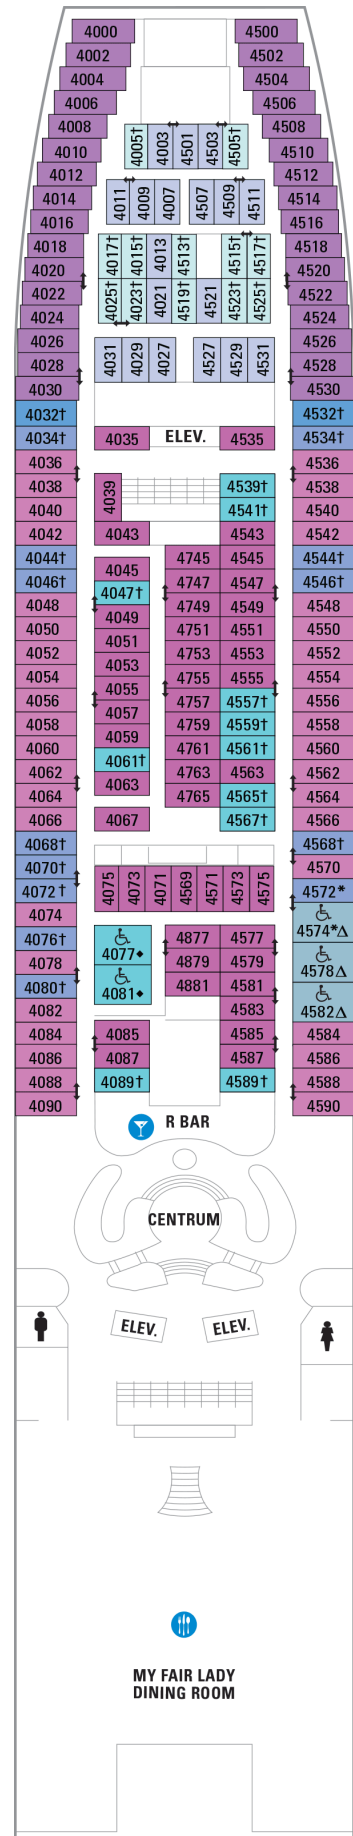 4000 4500
4002 4502
4004 4504
4006 4506
4008 4508
4005† 4003 4501 4503 4505†
4010 4510
4012 4512
4014 4011 4009 4007 4507 4509 4511 4514
4016 4516
4018 4017† 4015† 4013 4513† 4515† 4517† 4518
4020 4520
4022 4025† 4023† 4021 4519† 4521 4523† 4525† 4522
4024 4524
4026 4526
4028 4031 4029 4027 4527 4529 4531 4528
4030 4530
4032† 4532†
4034† 4035 ELEV. 4535 4534†
4036 4536
4038 4039 4539† 4538
4040 4541† 4540
4042 4043 4543 4542
4044† 4745 4545 4544†
4046† 4045 4747 4547 4546†
4048 4047† 4749 4549 4548
4050 4049 4751 4551 4550
4052 4051 4753 4553 4552
4054 4053 4755 4555 4554
4056 4055 4757 4557† 4556
4058 4057 4759 4559† 4558
4060 4059 4761 4561† 4560
4062 4061† 4763 4563 4562
4064 4063 4765 4565† 4564
4066 4067 4567† 4566
4068† 4568†
4070† 4570
4072† 4075 4073 4071 4569 4571 4573 4575 4572*
4074 4574*Δ
4076† 4077◆ 4877 4577
4078 4879 4579 4578Δ
4080† 4081◆ 4881 4581
4082 4583 4582Δ
4084 4085 4585 4584
4086 4087 4587 4586
4088 4089† 4589† 4588
4090 4590
R BAR
CENTRUM
ELEV. ELEV.
MY FAIR LADY
DINING ROOM